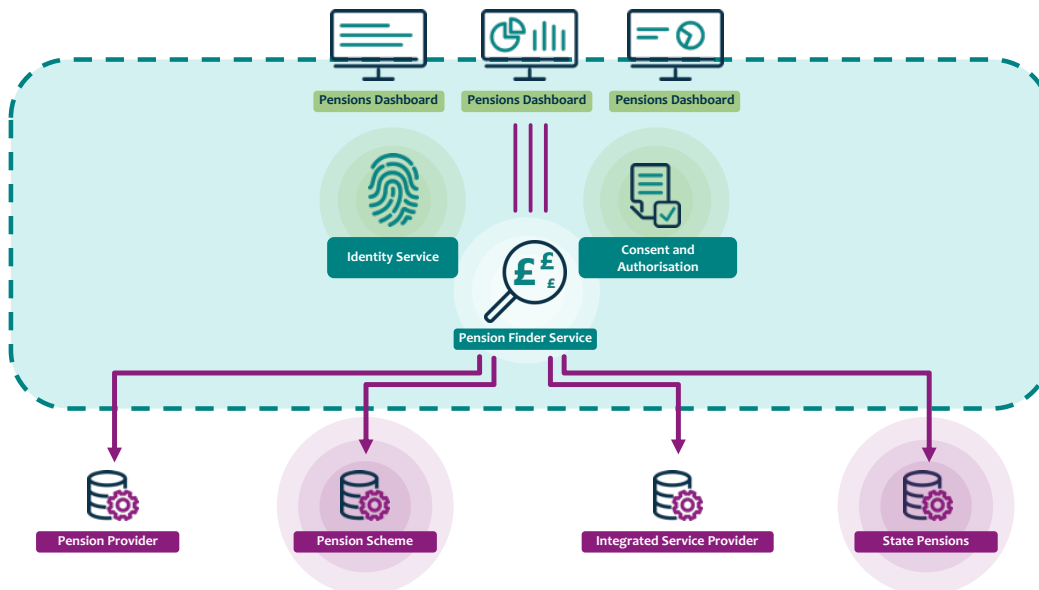 Pensions Dashboard
Pensions Dashboard
Pensions Dashboard
Identity Service
Consent and
Authorisation
£ £ £
Pension Finder Service
Pension Provider
Pension Scheme
Integrated Service Provider
State Pensions